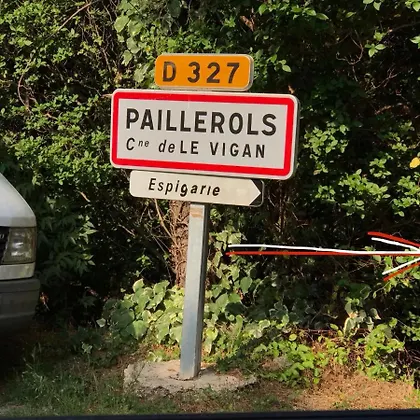 D 327
PAILLEROLS
Cne de LE VIGAN
Espigarie